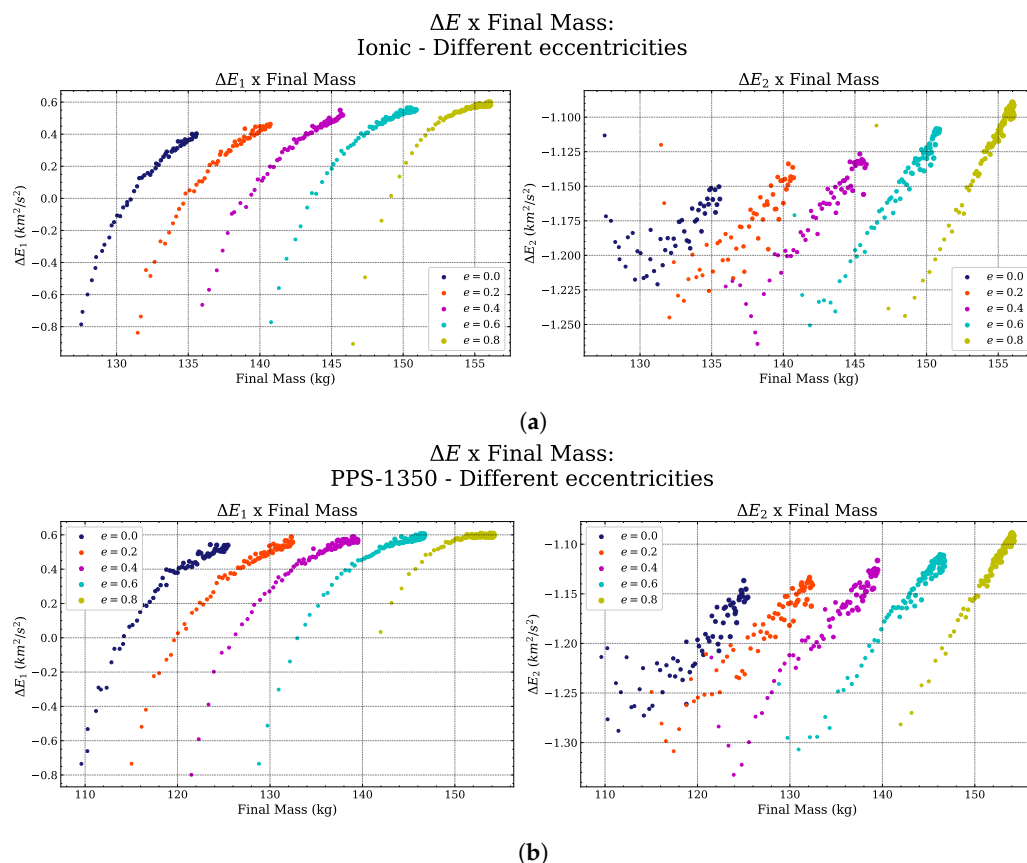 ΔE x Final Mass:
Ionic - Different eccentricities
ΔE₁ x Final Mass
ΔE₁ (km²/s²)
0.6
0.4
0.2
0.0
−0.2
−0.4
−0.6
−0.8
130
135
140
145
150
155
Final Mass (kg)
e = 0.0
e = 0.2
e = 0.4
e = 0.6
e = 0.8
ΔE₂ x Final Mass
ΔE₂ (km²/s²)
−1.100
−1.125
−1.150
−1.175
−1.200
−1.225
−1.250
130
135
140
145
150
155
Final Mass (kg)
e = 0.0
e = 0.2
e = 0.4
e = 0.6
e = 0.8
(a)
ΔE x Final Mass:
PPS-1350 - Different eccentricities
ΔE₁ x Final Mass
ΔE₁ (km²/s²)
0.6
0.4
0.2
0.0
−0.2
−0.4
−0.6
−0.8
110
120
130
140
150
Final Mass (kg)
e = 0.0
e = 0.2
e = 0.4
e = 0.6
e = 0.8
ΔE₂ x Final Mass
ΔE₂ (km²/s²)
−1.10
−1.15
−1.20
−1.25
−1.30
110
120
130
140
150
Final Mass (kg)
e = 0.0
e = 0.2
e = 0.4
e = 0.6
e = 0.8
(b)